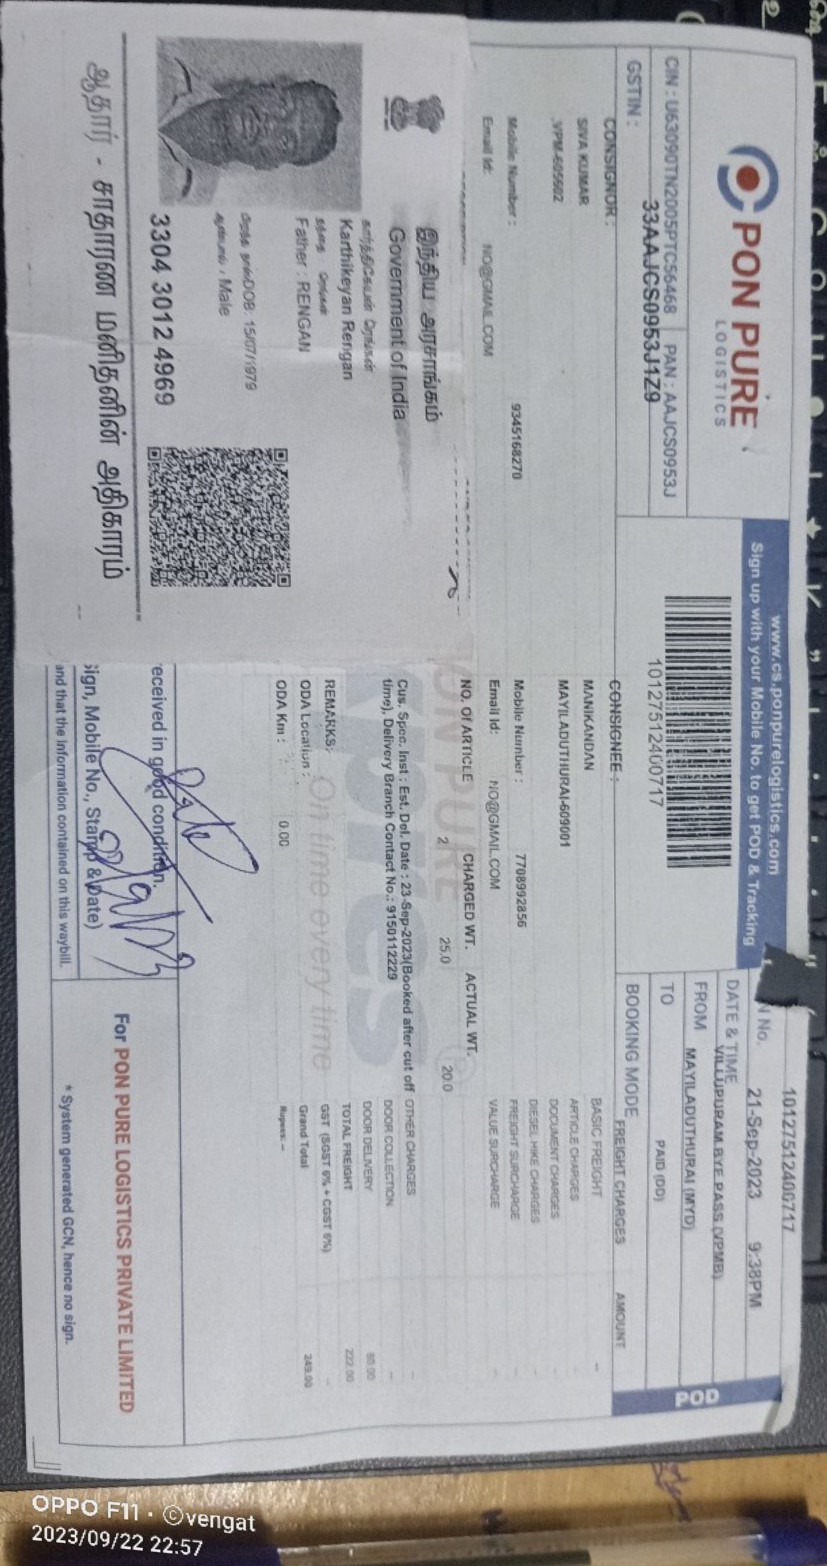 PON PURE
LOGISTICS
CIN : U63090TN2005PTC56468 PAN : AAJCS0953J
GSTIN : 33AAJCS0953J1Z9
www.cs.ponpurelogistics.com
Sign up with your Mobile No. to get POD & Tracking
10127512400717
N No. 10127512400717
DATE & TIME 21-Sep-2023 9:38PM
FROM VILLUPURAM BYE PASS (VPMB)
TO MAYILADUTHURAI (MYD)
BOOKING MODE PAID (DD)
POD
CONSIGNOR :
SIVA KUMAR
VPM-605602
Mobile Number : 9345168270
Email Id: NO@GMAIL.COM
CONSIGNEE :
MANIKANDAN
MAYILADUTHURAI-609001
Mobile Number : 7708992856
Email Id: NO@GMAIL.COM
NO. Of ARTICLE CHARGED WT. ACTUAL WT.
2 25.0 20.0
Cus. Spec. Inst : Est. Del. Date : 23-Sep-2023(Booked after cut off
time), Delivery Branch Contact No.: 9150112229
REMARKS:
ODA Location :
ODA Km : 0.00
On time every time
FREIGHT CHARGES AMOUNT
BASIC FREIGHT -
ARTICLE CHARGES -
DOCUMENT CHARGES -
DIESEL HIKE CHARGES -
FREIGHT SURCHARGE -
VALUE SURCHARGE -
OTHER CHARGES -
DOOR COLLECTION -
DOOR DELIVERY 80.00
TOTAL FREIGHT 222.00
GST (SGST 6% + CGST 6%) -
Grand Total 249.00
Rupees: -
இந்திய அரசாங்கம்
Government of India
கார்த்திகேயன் ரெங்கன்
Karthikeyan Rengan
Father : RENGAN
பிறந்த நாள்/DOB: 15/07/1979
ஆண்பால் / Male
3304 3012 4969
ஆதார் - சாதாரண மனிதனின் அதிகாரம்
eceived in good condition.
ign, Mobile No., Stamp & Date)
and that the information contained on this waybill.
For PON PURE LOGISTICS PRIVATE LIMITED
* System generated GCN, hence no sign.
OPPO F11 · ©vengat
2023/09/22 22:57